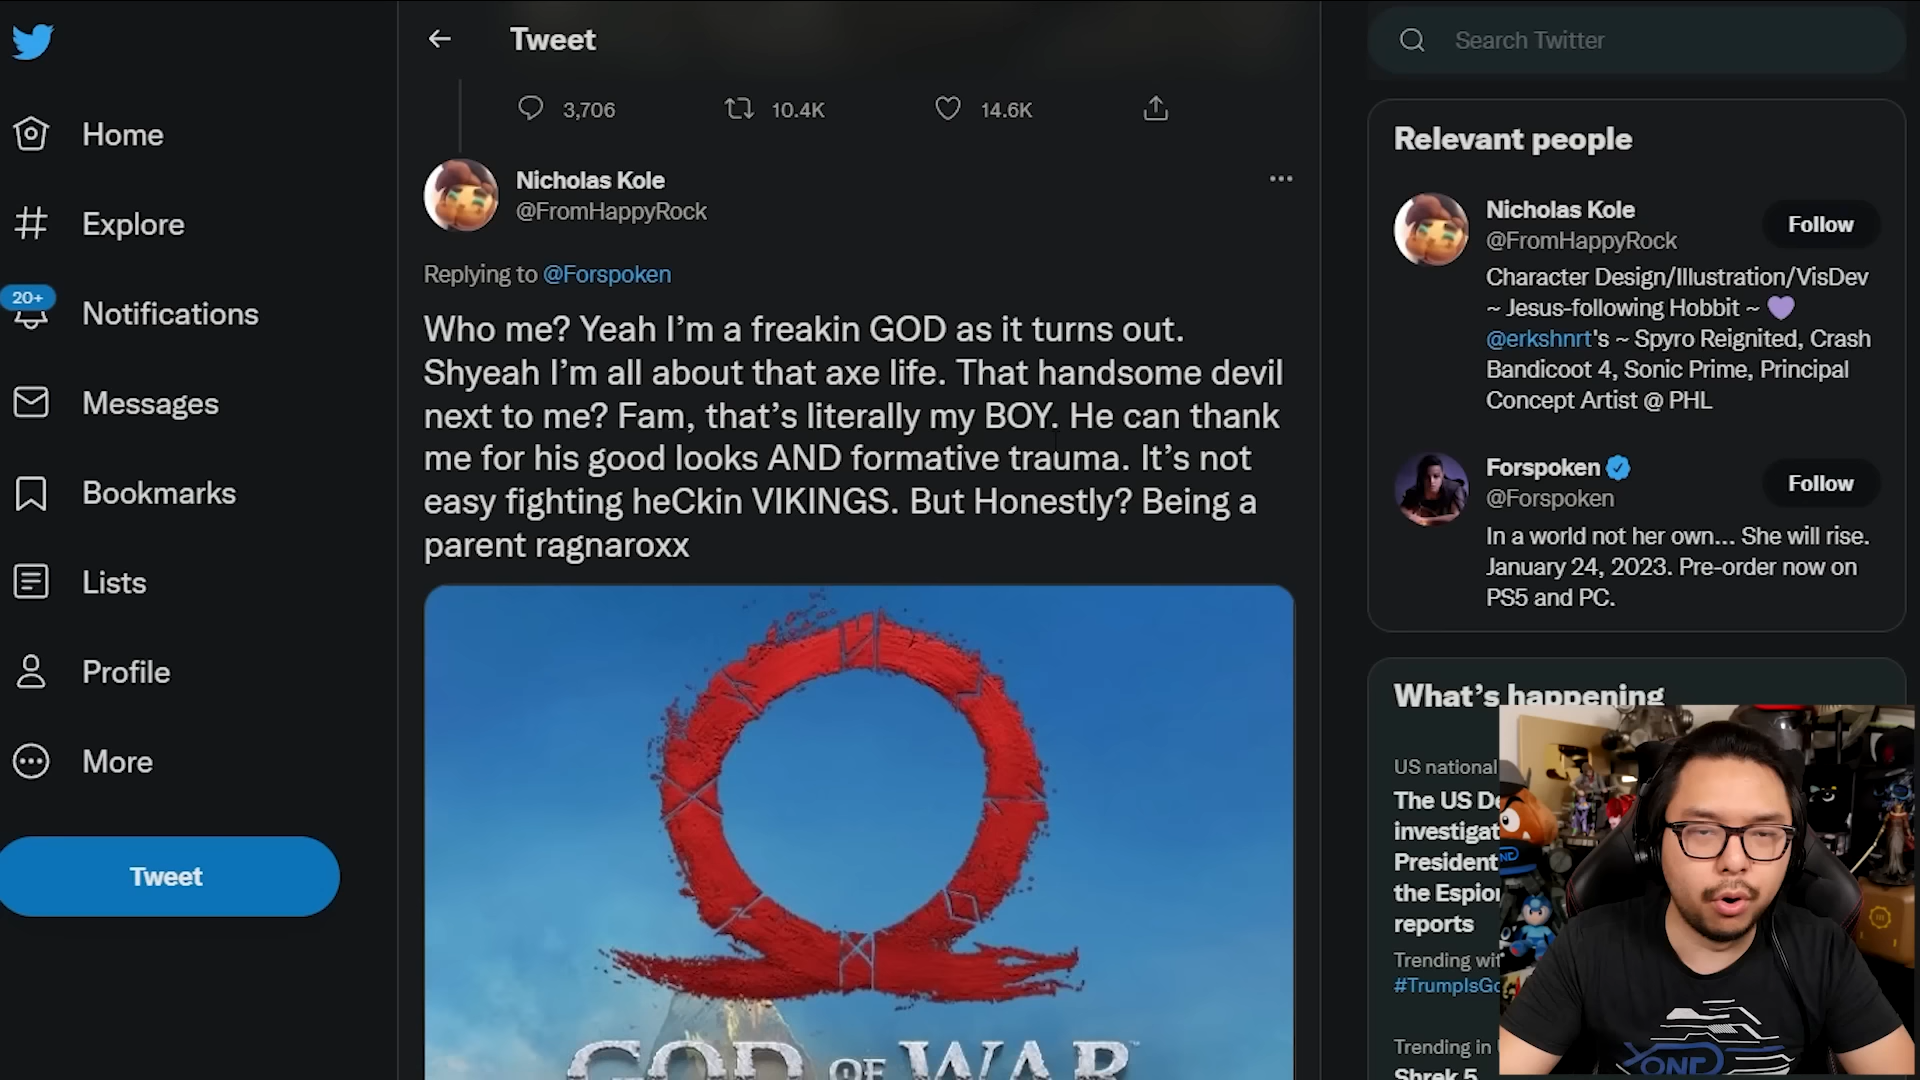 Home
Explore
20+
Notifications
Messages
Bookmarks
Lists
Profile
More
Tweet
Tweet
3,706
10.4K
14.6K
Nicholas Kole
@FromHappyRock
Replying to @Forspoken
Who me? Yeah I’m a freakin GOD as it turns out.
Shyeah I’m all about that axe life. That handsome devil
next to me? Fam, that’s literally my BOY. He can thank
me for his good looks AND formative trauma. It’s not
easy fighting heCkin VIKINGS. But Honestly? Being a
parent ragnaroxx
GOD OF WAR
Search Twitter
Relevant people
Nicholas Kole
@FromHappyRock
Follow
Character Design/Illustration/VisDev
~ Jesus-following Hobbit ~ 💜
@erkshnrt's ~ Spyro Reignited, Crash
Bandicoot 4, Sonic Prime, Principal
Concept Artist @ PHL
Forspoken
@Forspoken
Follow
In a world not her own... She will rise.
January 24, 2023. Pre-order now on
PS5 and PC.
What’s happening
US national
The US
investigat
President
the Espio
reports
Trending
#TrumpIsG
Trending in
Shrek 5